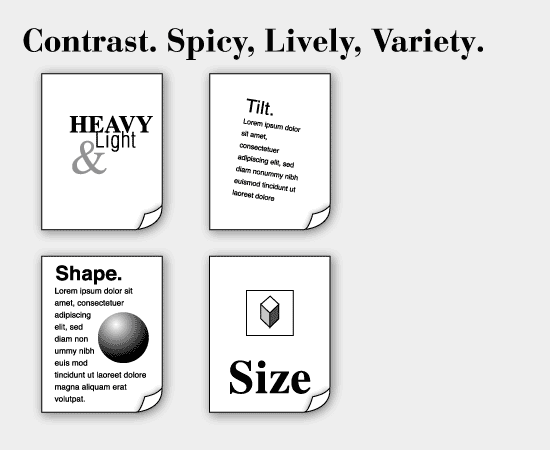 Contrast. Spicy, Lively, Variety.
HEAVY
Light
&
Tilt.
Lorem ipsum dolor
sit amet,
consectetuer
adipiscing elit, sed
diam nonummy nibh
euismod tincidunt ut
laoreet dolore
Shape.
Lorem ipsum dolor sit
amet, consectetuer
adipiscing
elit, sed
diam non
ummy nibh
euis mod
tincidunt ut laoreet dolore
magna aliquam erat
volutpat.
Size